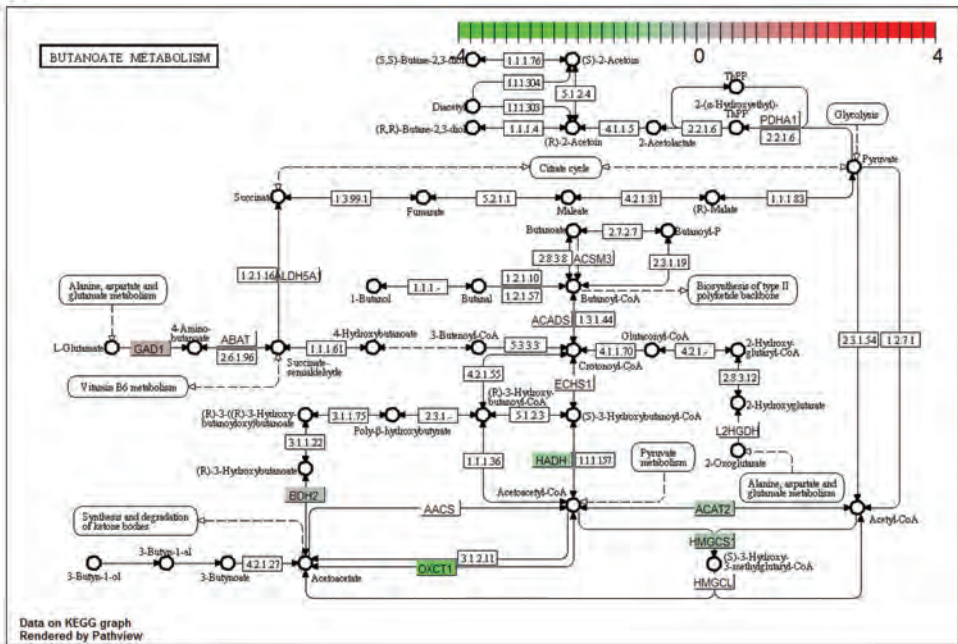 -4 0 4
BUTANOATE METABOLISM
(S,S)-Butane-2,3-diol
1.1.1.76
(S)-2-Acetoin
1.1.1.304
5.1.2.4
Diacetyl
1.1.1.303
(R,R)-Butane-2,3-diol
1.1.1.4
(R)-2-Acetoin
4.1.1.5
2-Acetolactate
2.2.1.6
ThPP
2-(α-Hydroxyethyl)-
ThPP
PDHA1
2.2.1.6
Glycolysis
Pyruvate
Citrate cycle
Succinate
1.3.99.1
Fumarate
5.2.1.1
Maleate
4.2.1.31
(R)-Malate
1.1.1.83
Butanoate
2.7.2.7
Butanoyl-P
2.8.3.8
ACSM3
2.3.1.19
1.2.1.16
ALDH5A1
1-Butanol
1.1.1.-
Butanal
1.2.1.10
1.2.1.57
Butanoyl-CoA
Biosynthesis of type II
polyketide backbone
Alanine, aspartate and
glutamate metabolism
ACADS
1.3.1.44
L-Glutamate
GAD1
4-Amino-
butanoate
ABAT
2.6.1.96
Succinate
semialdehyde
1.1.1.61
4-Hydroxybutanoate
3-Butenoyl-CoA
5.3.3.3
Crotonoyl-CoA
Glutaconyl-CoA
4.1.1.70
4.2.1.-
2-Hydroxy-
glutaryl-CoA
2.3.1.54
1.2.7.1
Vitamin B6 metabolism
4.2.1.55
ECHS1
2.8.3.12
(R)-3-((R)-3-Hydroxy-
butanoyloxy)butanoate
3.1.1.75
Poly-β-hydroxybutyrate
2.3.1.-
(R)-3-Hydroxy-
butanoyl-CoA
5.1.2.3
(S)-3-Hydroxybutanoyl-CoA
2-Hydroxyglutarate
3.1.1.22
L2HGDH
(R)-3-Hydroxybutanoate
1.1.1.36
HADH
1.1.1.157
Pyruvate
metabolism
2-Oxoglutarate
BDH2
Acetoacetyl-CoA
Alanine, aspartate and
glutamate metabolism
Synthesis and degradation
of ketone bodies
AACS
ACAT2
Acetyl-CoA
HMGCS1
3-Butyn-1-ol
3-Butyn-1-al
3-Butynoate
4.2.1.27
Acetoacetate
OXCT1
3.1.2.11
(S)-3-Hydroxy-
3-methylglutaryl-CoA
HMGCL
Data on KEGG graph
Rendered by Pathview